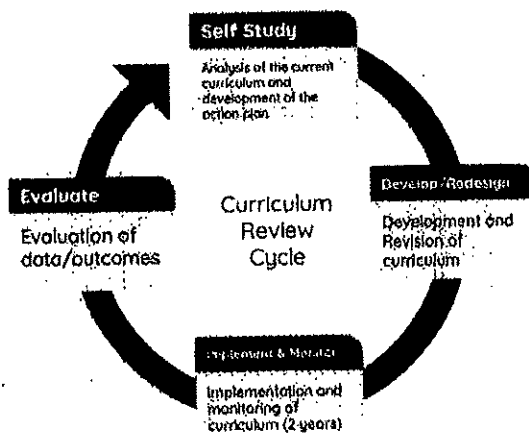 Self Study
Analysis of the current
curriculum and
development of the
action plan
Evaluate
Evaluation of
data/outcomes
Curriculum
Review
Cycle
Develop/Redesign
Development and
Revision of
curriculum
Implement & Monitor
Implementation and
monitoring of
curriculum (2-years)